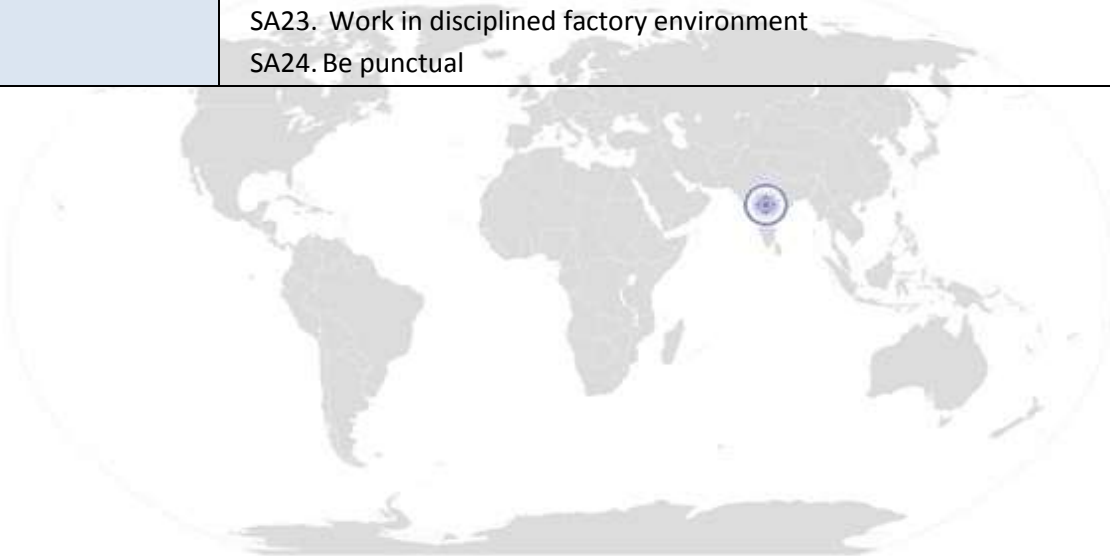 SA23. Work in disciplined factory environment
SA24. Be punctual